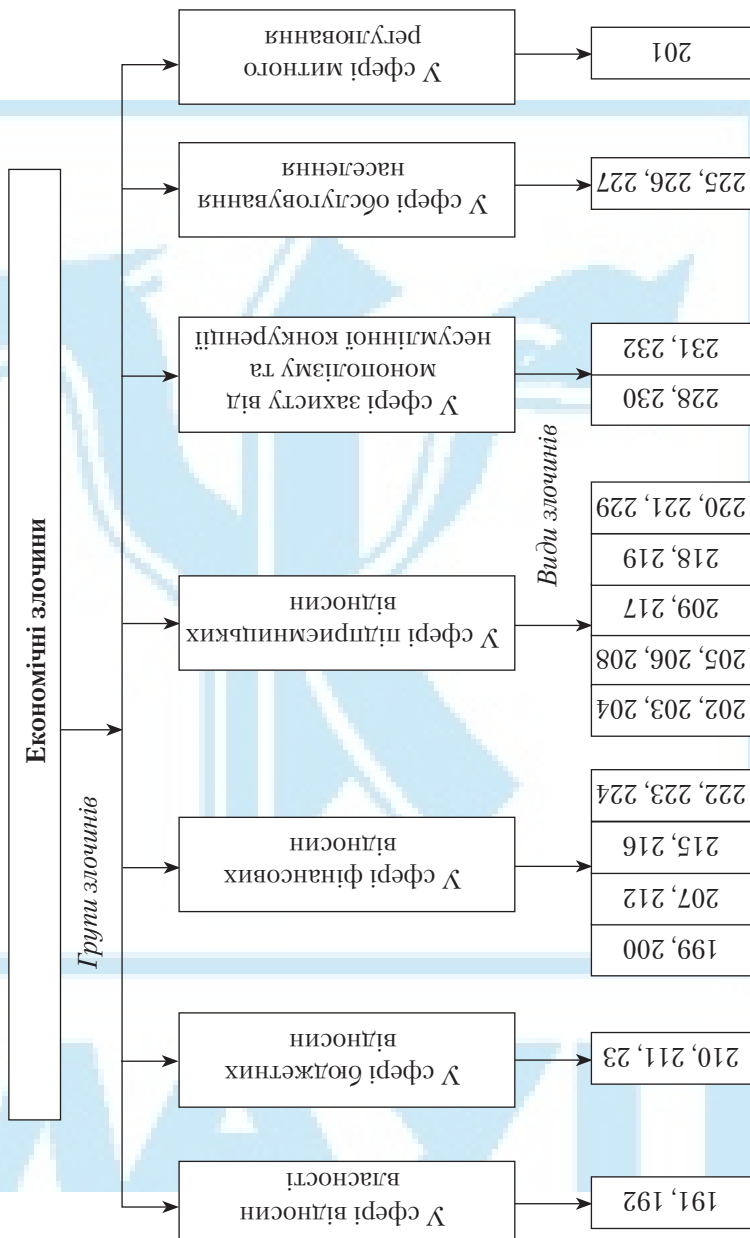 Економічні злочини
Групи злочинів
У сфері відносин
власності
У сфері бюджетних
відносин
У сфері фінансових
відносин
У сфері підприємницьких
відносин
У сфері захисту від
монополізму та
несумлінної конкуренції
У сфері обслуговування
населення
У сфері митного
регулювання
Види злочинів
191, 192
210, 211, 23
199, 200
207, 212
215, 216
222, 223, 224
202, 203, 204
205, 206, 208
209, 217
218, 219
220, 221, 229
228, 230
231, 232
225, 226, 227
201